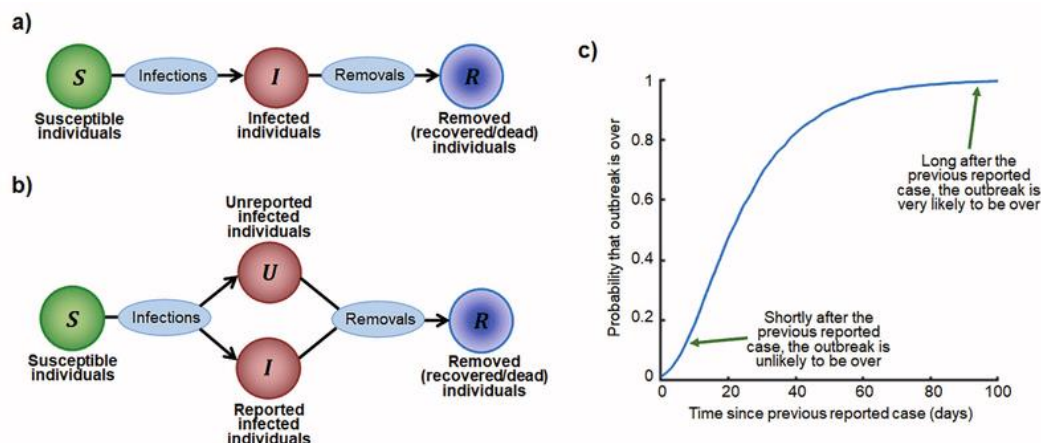 a)
S
Infections
I
Removals
R
Susceptible
individuals
Infected
individuals
Removed
(recovered/dead)
individuals
b)
Unreported
infected
individuals
U
S
Infections
Removals
R
Susceptible
individuals
I
Removed
(recovered/dead)
individuals
Reported
infected
individuals
c)
Probability that outbreak is over
1
0.8
0.6
0.4
0.2
0
0
20
40
60
80
100
Time since previous reported case (days)
Long after the
previous reported
case, the outbreak is
very likely to be over
Shortly after the
previous reported
case, the outbreak is
unlikely to be over